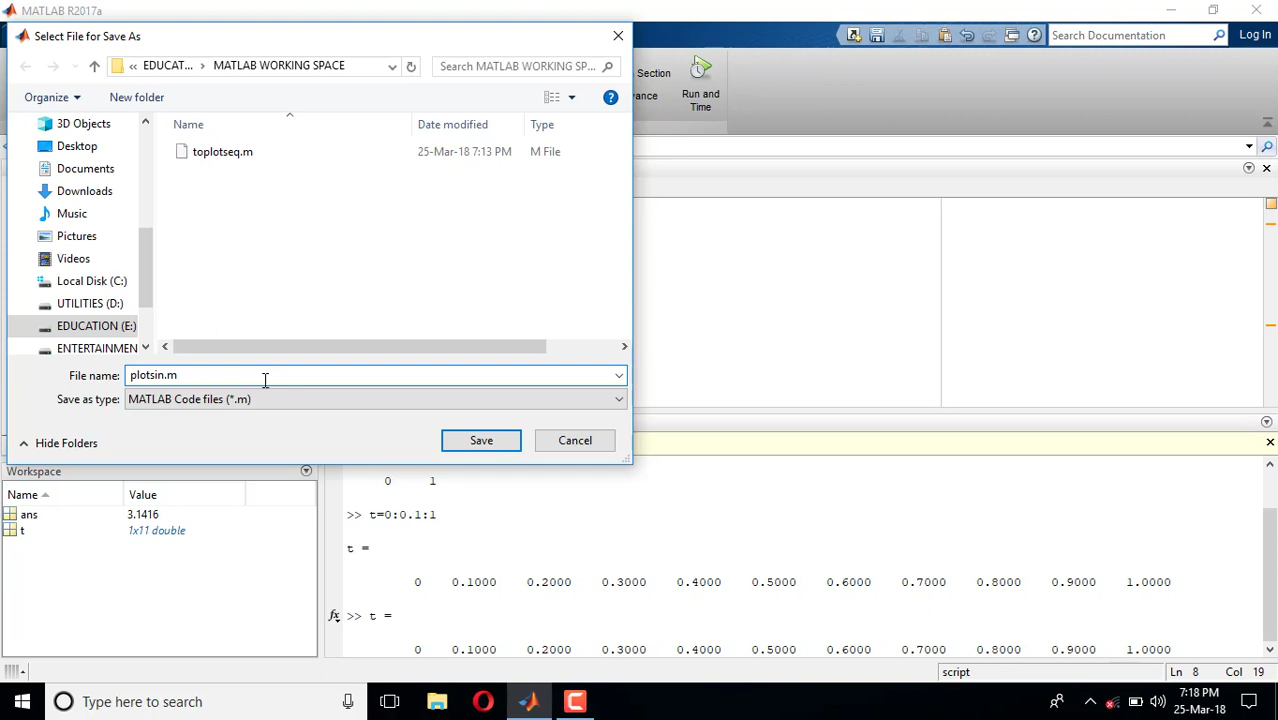 MATLAB R2017a
Select File for Save As
Search Documentation
Log In
EDUCAT... > MATLAB WORKING SPACE
Search MATLAB WORKING SP...
Section
vance
Run and
Time
Organize
New folder
Name
Date modified
Type
3D Objects
Desktop
Documents
Downloads
Music
Pictures
Videos
Local Disk (C:)
UTILITIES (D:)
EDUCATION (E:)
ENTERTAINMEN
toplotseq.m
25-Mar-18 7:13 PM
M File
File name:
plotsin.m
Save as type:
MATLAB Code files (*.m)
Hide Folders
Save
Cancel
Workspace
Name
Value
ans
3.1416
t
1x11 double
0 1
>> t=0:0.1:1
t =
0 0.1000 0.2000 0.3000 0.4000 0.5000 0.6000 0.7000 0.8000 0.9000 1.0000
fx >> t =
0 0.1000 0.2000 0.3000 0.4000 0.5000 0.6000 0.7000 0.8000 0.9000 1.0000
script
Ln 8
Col 19
Type here to search
7:18 PM
25-Mar-18